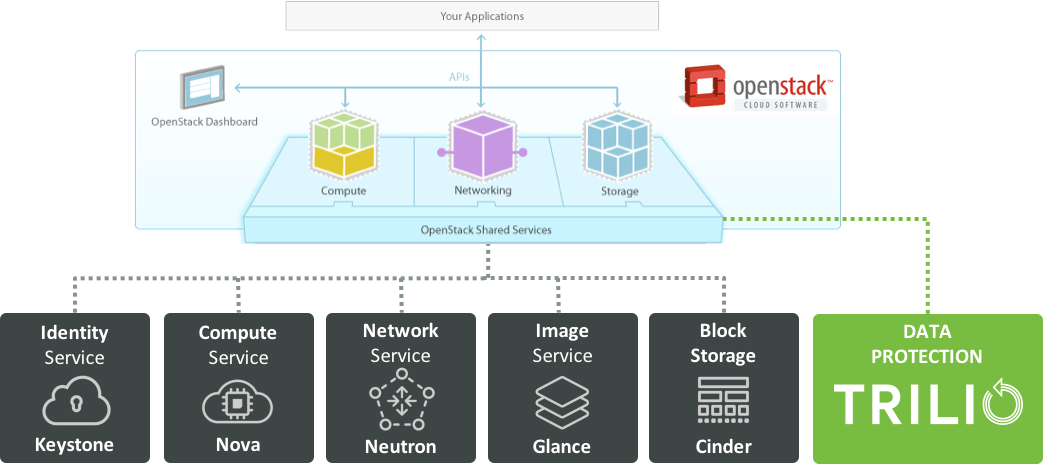 Your Applications
APIs
OpenStack Dashboard
openstack™
CLOUD SOFTWARE
Compute
Networking
Storage
OpenStack Shared Services
Identity
Service
Keystone
Compute
Service
Nova
Network
Service
Neutron
Image
Service
Glance
Block
Storage
Cinder
DATA
PROTECTION
TRILIO